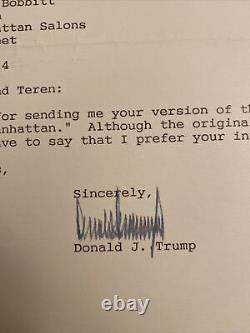 Bobbitt
ttan Salons
et
4
d Teren:
for sending me your version of th
nhattan." Although the origina
ave to say that I prefer your in
,
Sincerely,
Donald J. Trump